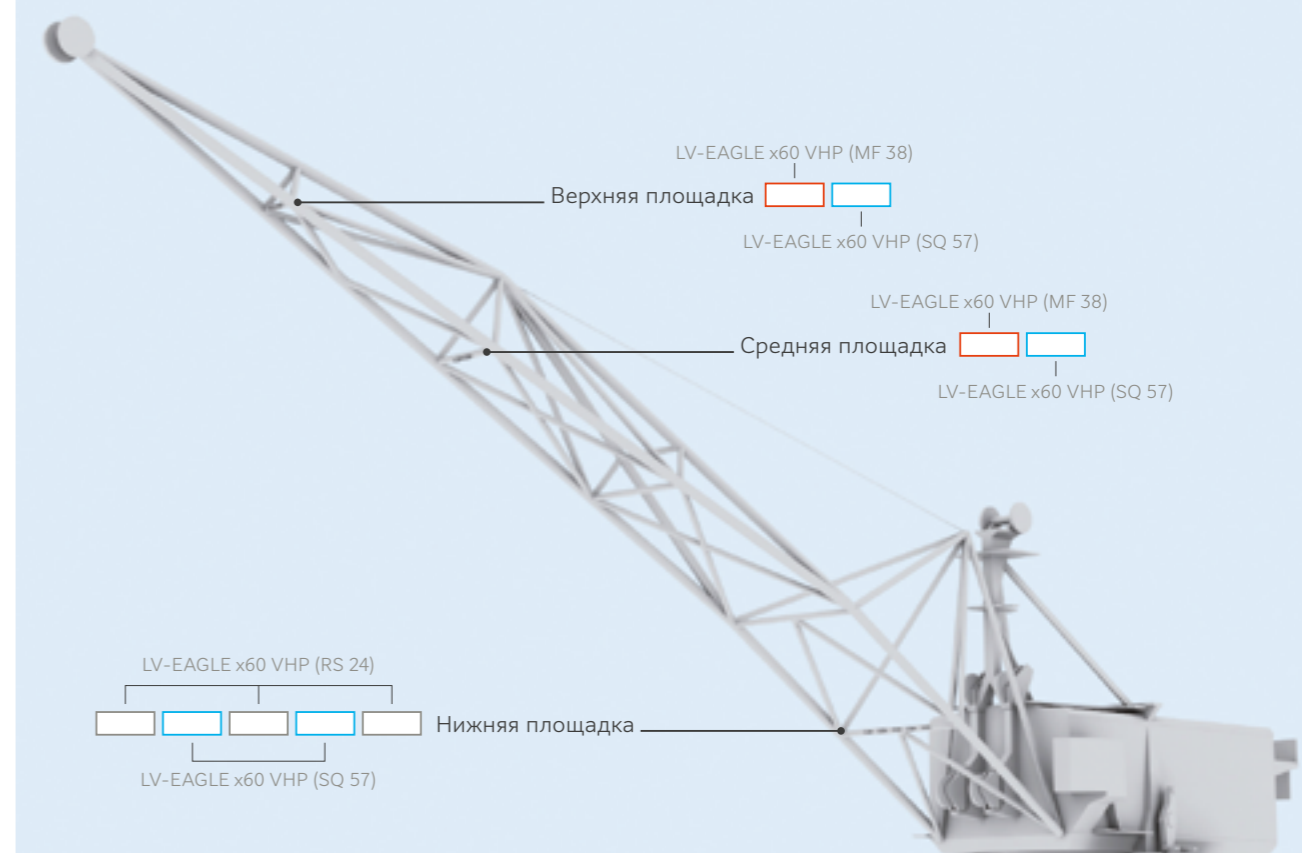 LV-EAGLE x60 VHP (MF 38)
Верхняя площадка
LV-EAGLE x60 VHP (SQ 57)
LV-EAGLE x60 VHP (MF 38)
Средняя площадка
LV-EAGLE x60 VHP (SQ 57)
LV-EAGLE x60 VHP (RS 24)
Нижняя площадка
LV-EAGLE x60 VHP (SQ 57)